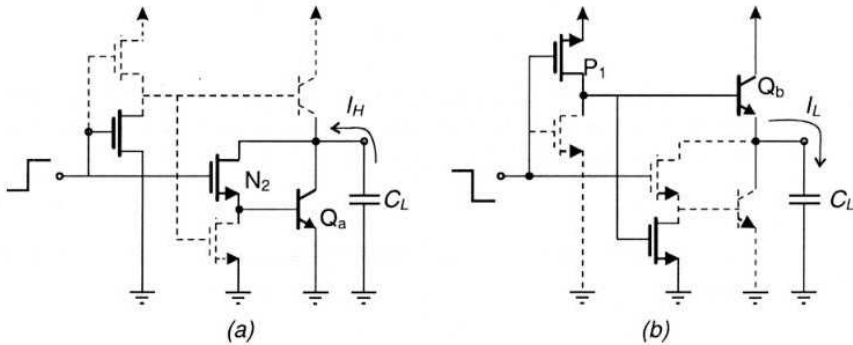 I_H
N_2
Q_a
C_L
(a)
P_1
Q_b
I_L
C_L
(b)